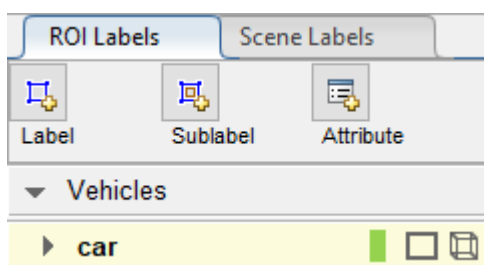 ROI Labels Scene Labels
Label Sublabel Attribute
Vehicles
car